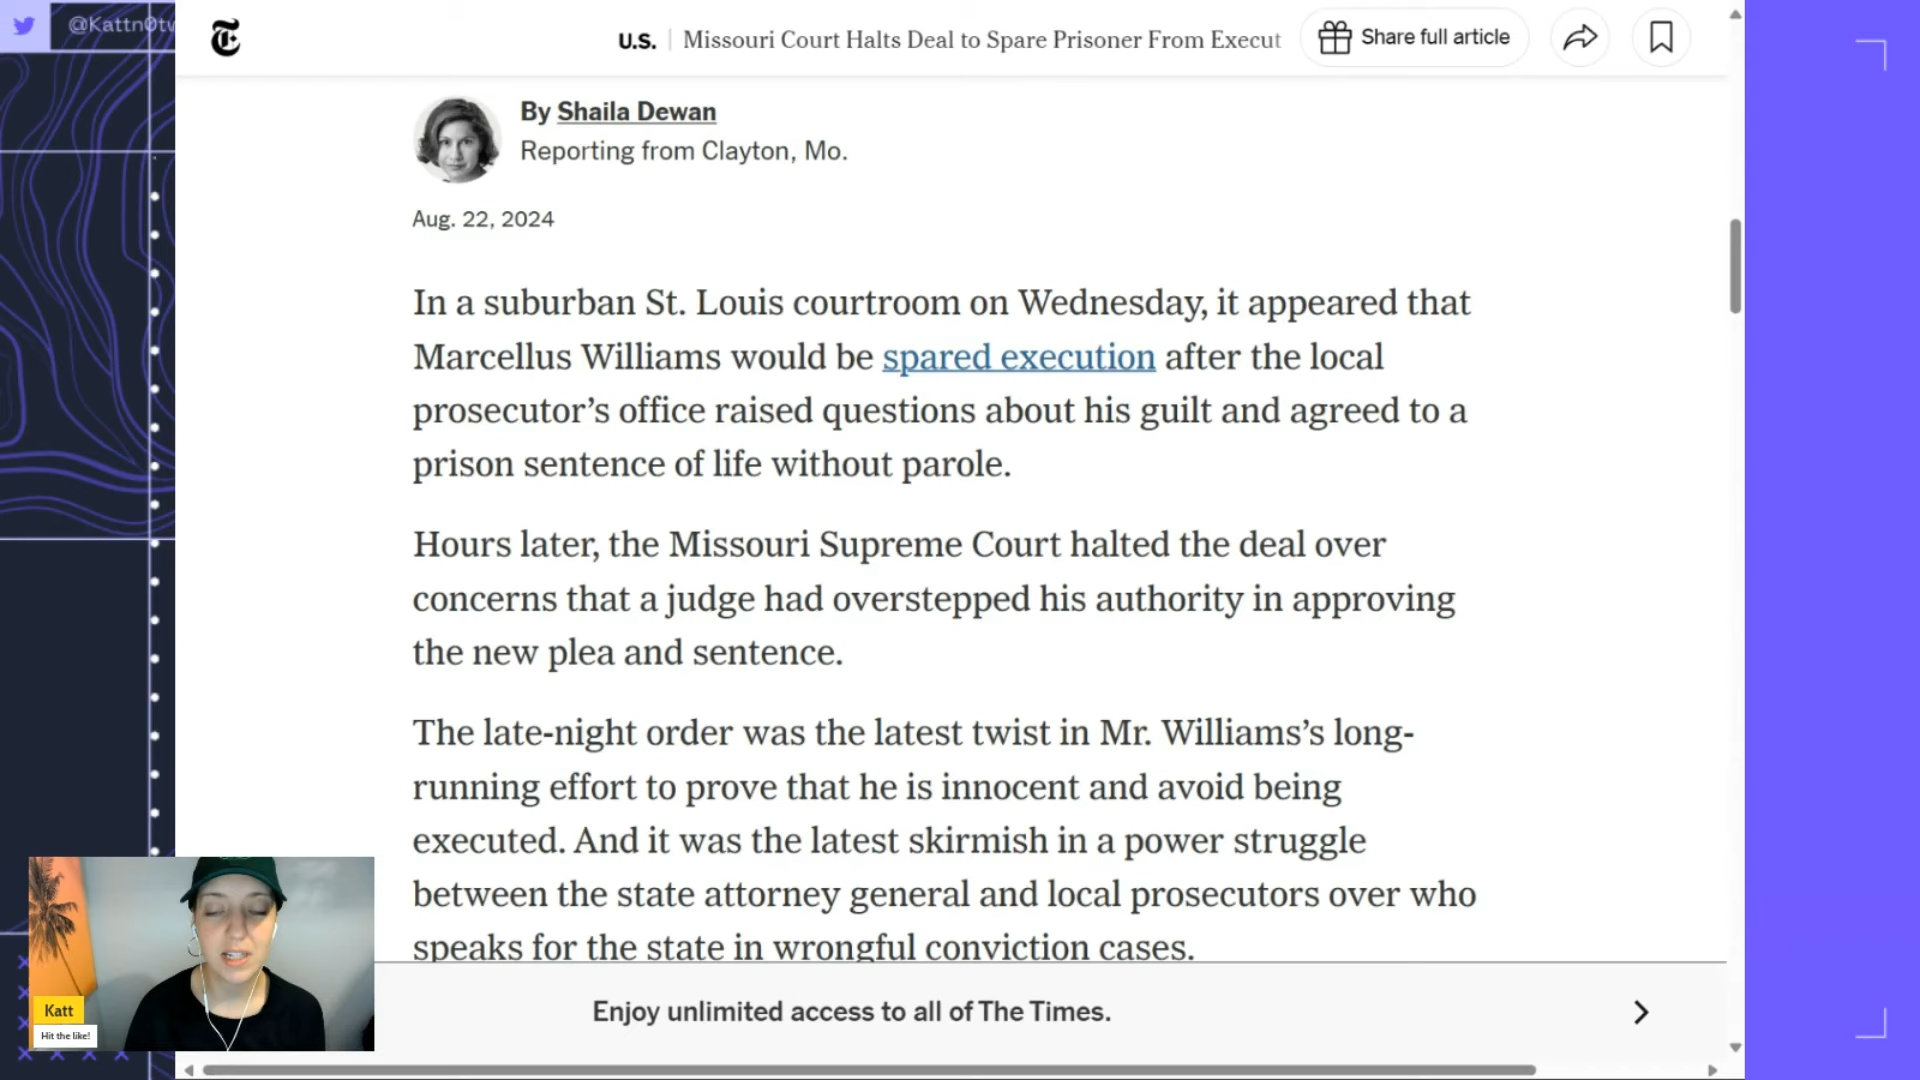 @Kattn0tv
U.S. | Missouri Court Halts Deal to Spare Prisoner From Execut
Share full article
By Shaila Dewan
Reporting from Clayton, Mo.
Aug. 22, 2024
In a suburban St. Louis courtroom on Wednesday, it appeared that
Marcellus Williams would be spared execution after the local
prosecutor’s office raised questions about his guilt and agreed to a
prison sentence of life without parole.
Hours later, the Missouri Supreme Court halted the deal over
concerns that a judge had overstepped his authority in approving
the new plea and sentence.
The late-night order was the latest twist in Mr. Williams’s long-
running effort to prove that he is innocent and avoid being
executed. And it was the latest skirmish in a power struggle
between the state attorney general and local prosecutors over who
speaks for the state in wrongful conviction cases.
Enjoy unlimited access to all of The Times.
Katt
Hit the like!